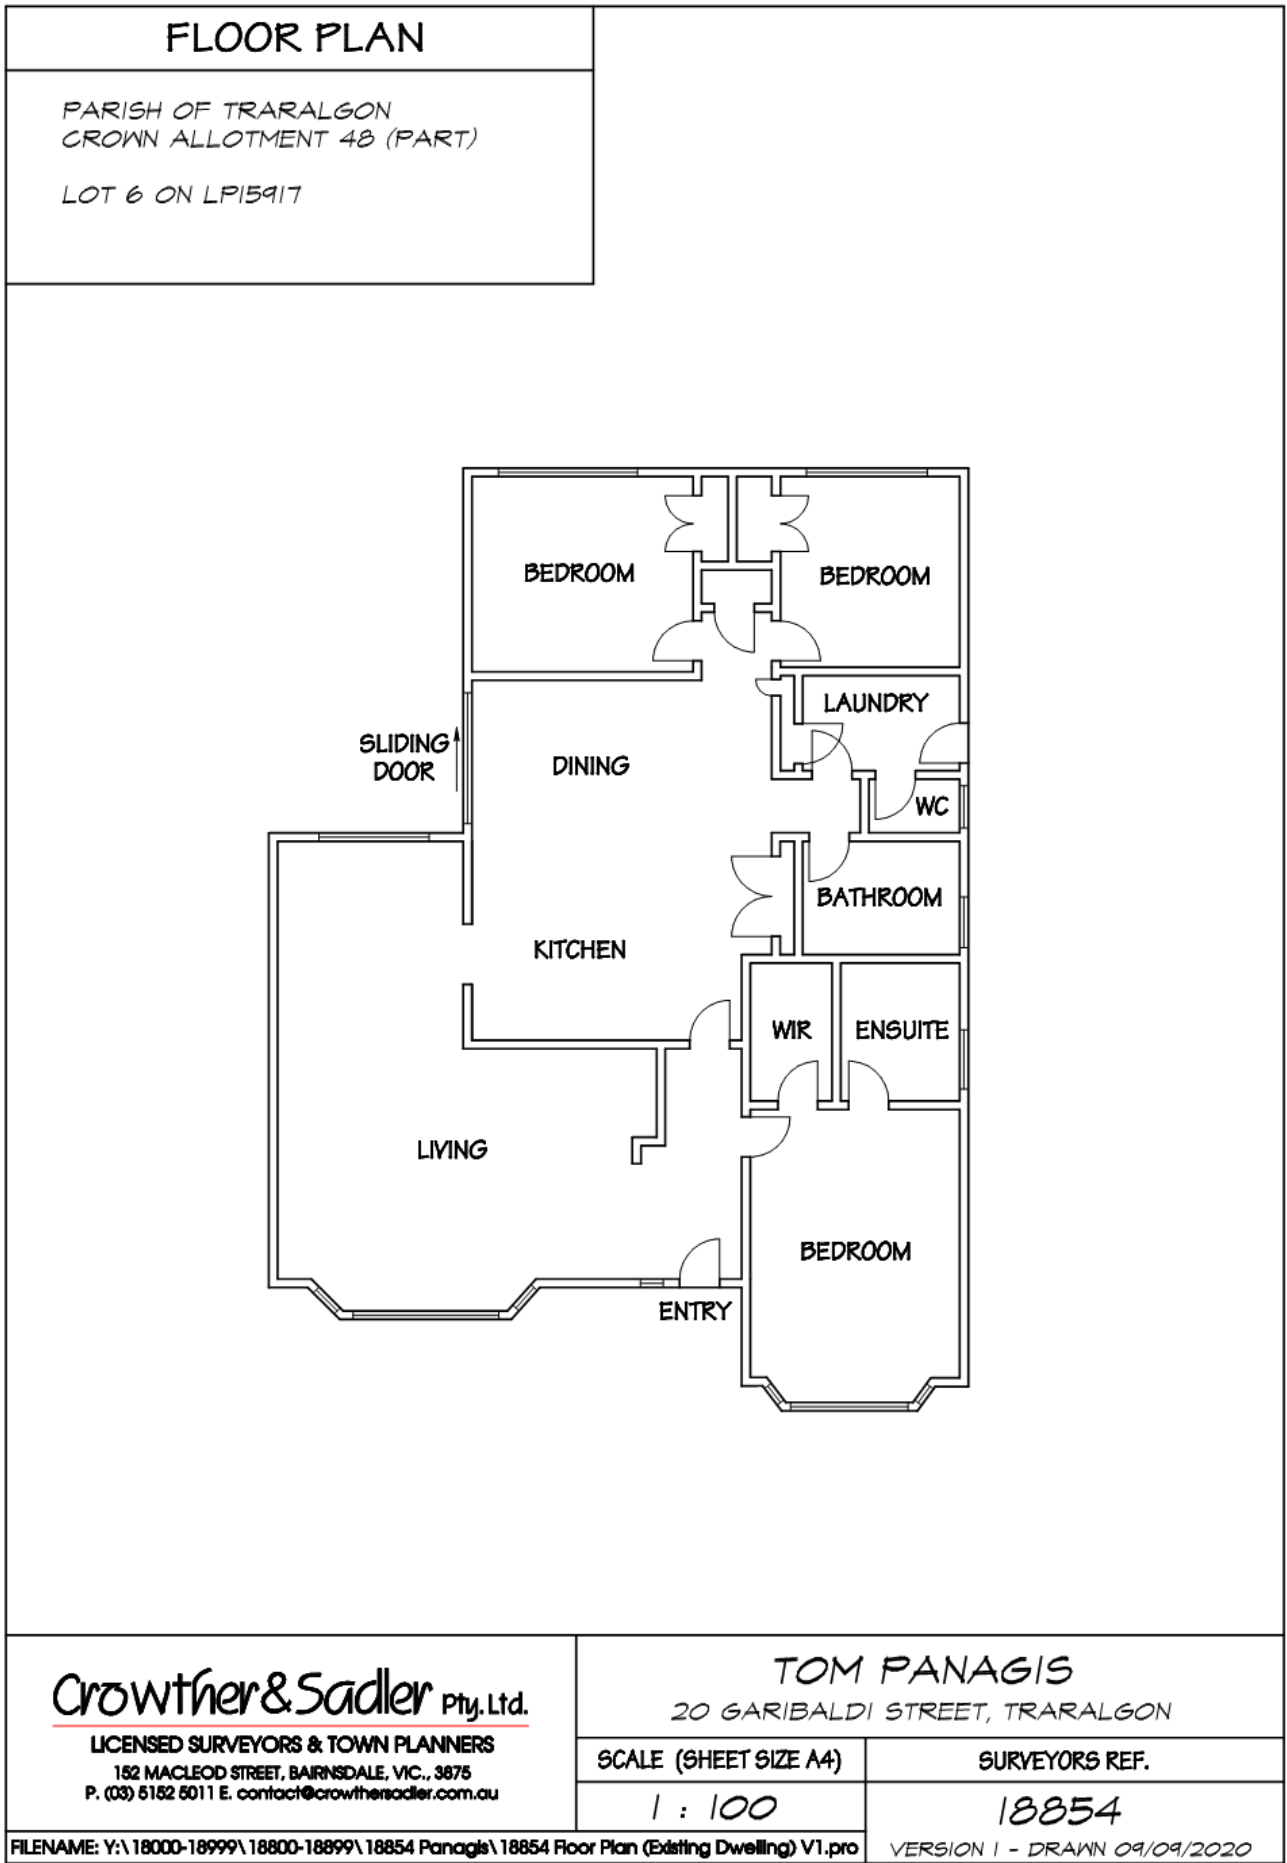 FLOOR PLAN
PARISH OF TRARALGON
CROWN ALLOTMENT 48 (PART)
LOT 6 ON LP15917
BEDROOM
BEDROOM
LAUNDRY
SLIDING
DOOR
DINING
WC
BATHROOM
KITCHEN
WIR
ENSUITE
LIVING
BEDROOM
ENTRY
Crowther&Sadler Pty.Ltd.
LICENSED SURVEYORS & TOWN PLANNERS
152 MACLEOD STREET, BAIRNSDALE, VIC., 3875
P. (03) 5152 5011 E. contact@crowthersadler.com.au
FILENAME: Y:\18000-18999\18800-18899\18854 Panagis\18854 Floor Plan (Existing Dwelling) V1.pro
TOM PANAGIS
20 GARIBALDI STREET, TRARALGON
SCALE (SHEET SIZE A4)
1 : 100
SURVEYORS REF.
18854
VERSION 1 - DRAWN 09/09/2020